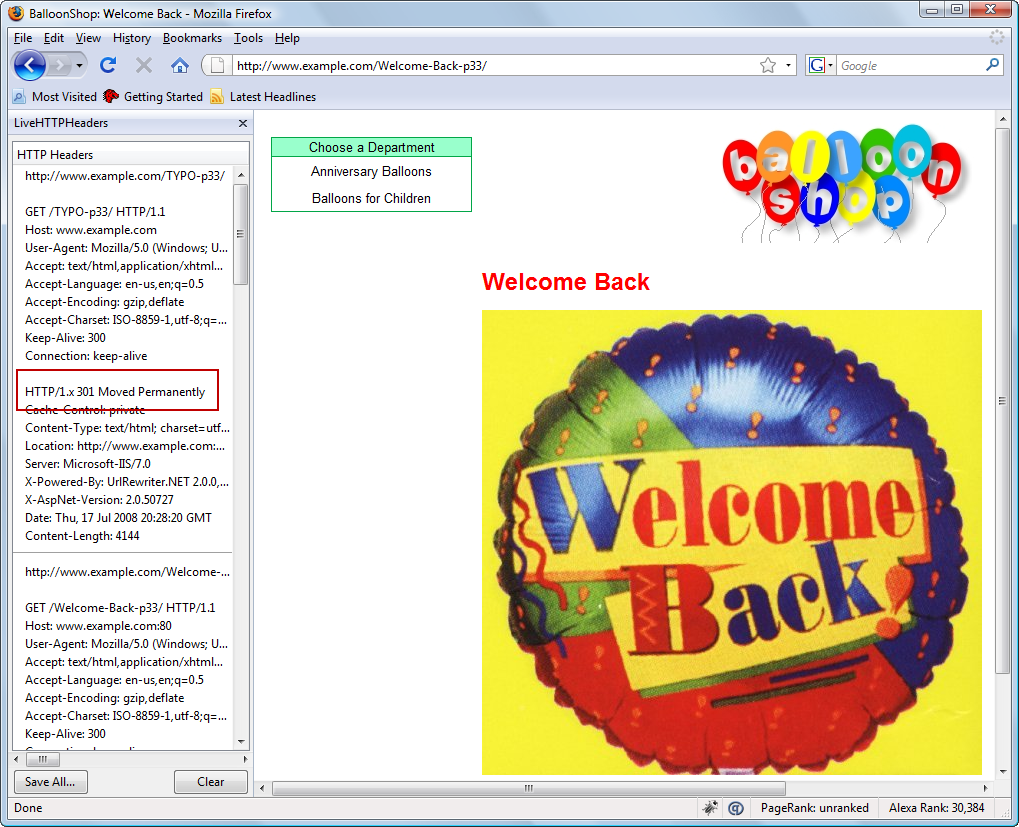 BalloonShop: Welcome Back - Mozilla Firefox
File Edit View History Bookmarks Tools Help
http://www.example.com/Welcome-Back-p33/
G Google
Most Visited Getting Started Latest Headlines
LiveHTTPHeaders
HTTP Headers
http://www.example.com/TYPO-p33/
GET /TYPO-p33/ HTTP/1.1
Host: www.example.com
User-Agent: Mozilla/5.0 (Windows; U...
Accept: text/html,application/xhtml...
Accept-Language: en-us,en;q=0.5
Accept-Encoding: gzip,deflate
Accept-Charset: ISO-8859-1,utf-8;q=...
Keep-Alive: 300
Connection: keep-alive
HTTP/1.x 301 Moved Permanently
Cache-Control: private
Content-Type: text/html; charset=utf...
Location: http://www.example.com:...
Server: Microsoft-IIS/7.0
X-Powered-By: UrlRewriter.NET 2.0.0,...
X-AspNet-Version: 2.0.50727
Date: Thu, 17 Jul 2008 20:28:20 GMT
Content-Length: 4144
http://www.example.com/Welcome-...
GET /Welcome-Back-p33/ HTTP/1.1
Host: www.example.com:80
User-Agent: Mozilla/5.0 (Windows; U...
Accept: text/html,application/xhtml...
Accept-Language: en-us,en;q=0.5
Accept-Encoding: gzip,deflate
Accept-Charset: ISO-8859-1,utf-8;q=...
Keep-Alive: 300
Save All...
Clear
Choose a Department
Anniversary Balloons
Balloons for Children
balloon
shop
Welcome Back
Welcome
Back!
Done
PageRank: unranked
Alexa Rank: 30,384